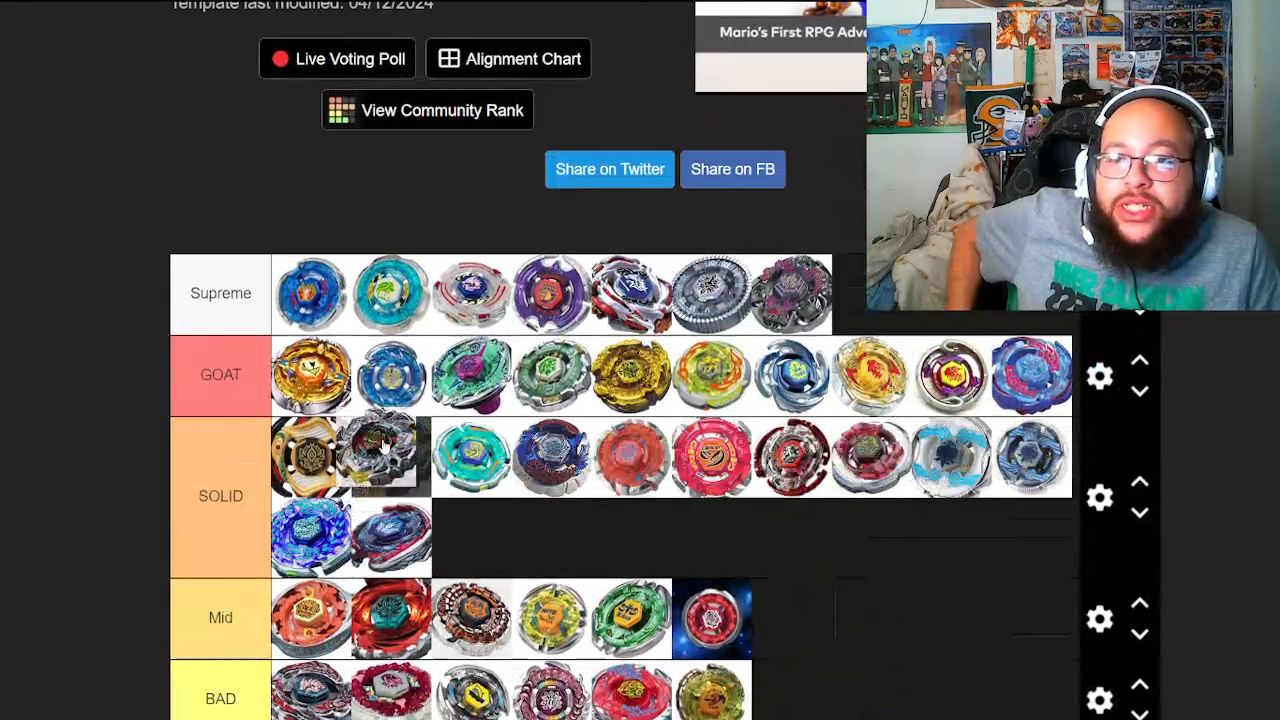 Template last modified: 04/12/2024
Mario's First RPG Adve
Live Voting Poll
Alignment Chart
View Community Rank
Share on Twitter
Share on FB
Supreme
GOAT
SOLID
Mid
BAD